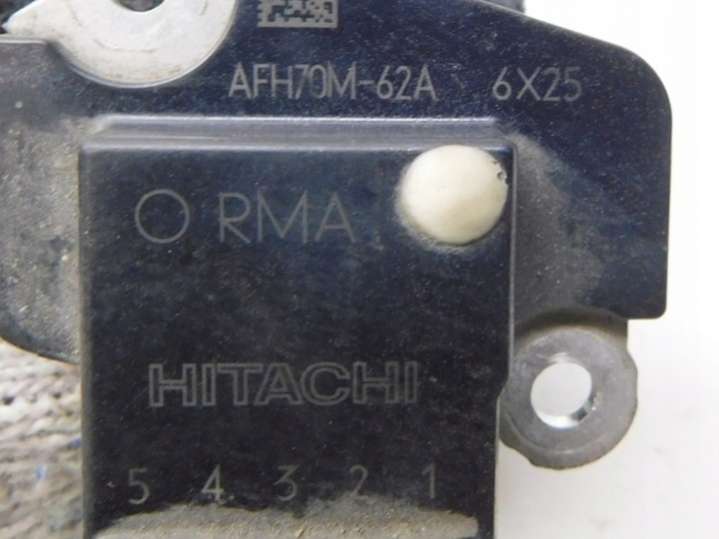 AFH70M-62A 6X25
O RMA
HITACHI
5 4 3 2 1